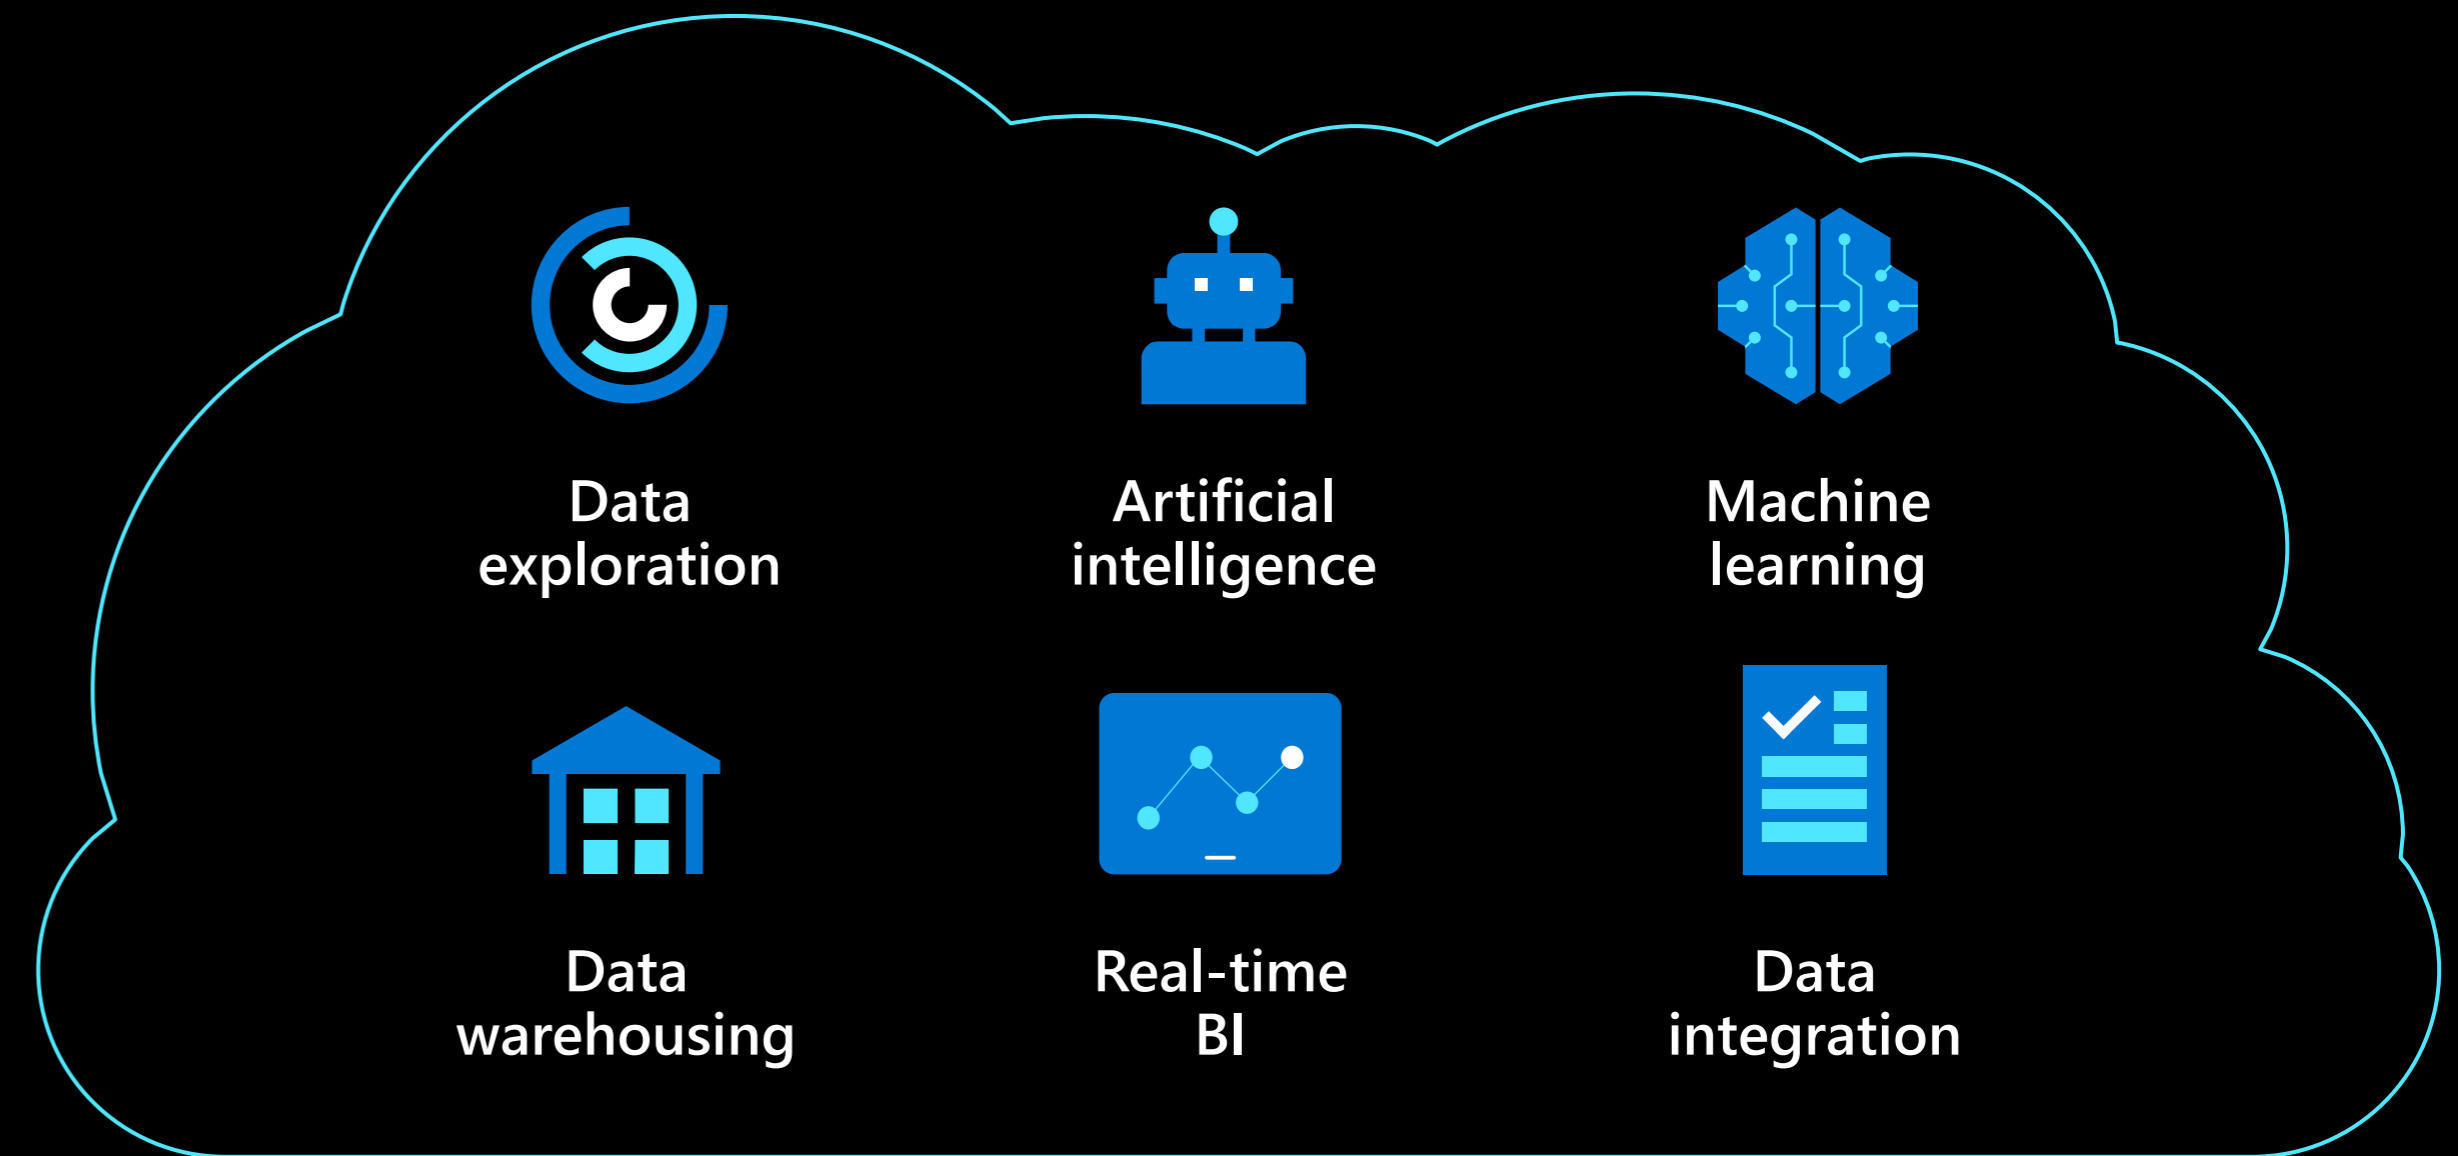 Data
exploration
Artificial
intelligence
Machine
learning
Data
warehousing
Real-time
BI
Data
integration